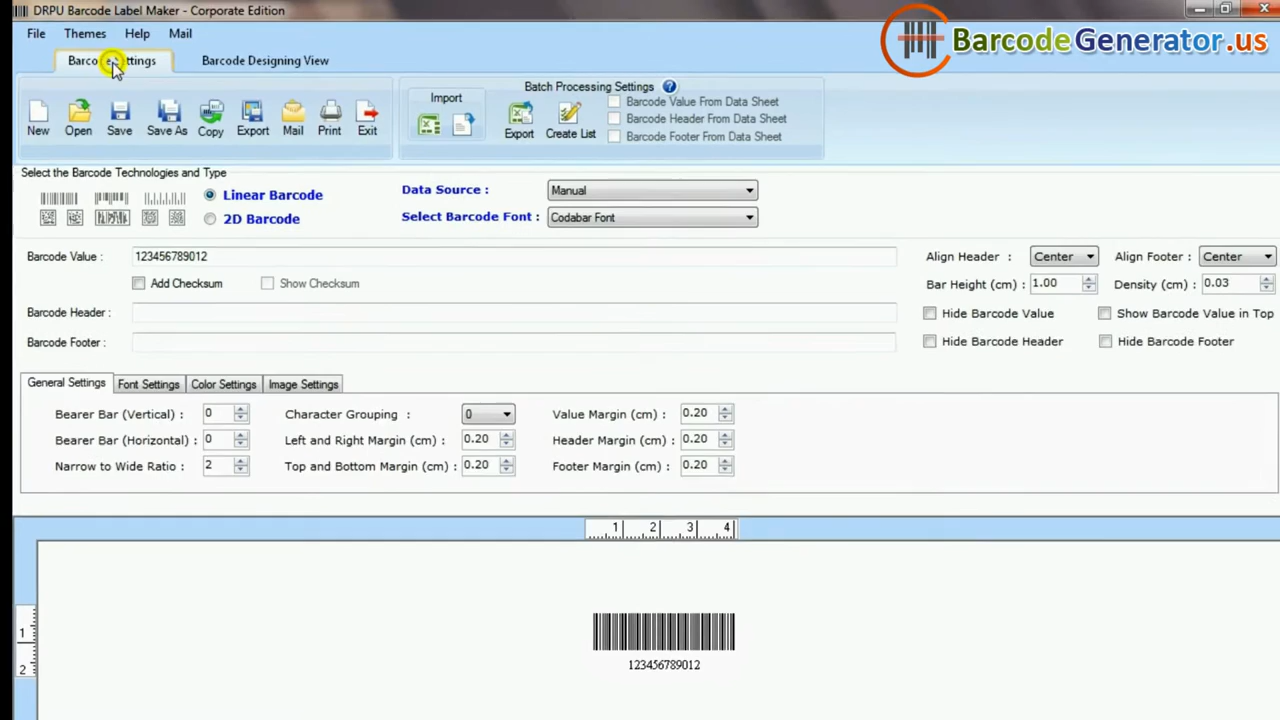 DRPU Barcode Label Maker - Corporate Edition
BarcodeGenerator.us
File Themes Help Mail
Barcode Settings Barcode Designing View
New Open Save Save As Copy Export Mail Print Exit
Import
Batch Processing Settings ?
Export Create List
Barcode Value From Data Sheet
Barcode Header From Data Sheet
Barcode Footer From Data Sheet
Select the Barcode Technologies and Type
Linear Barcode
2D Barcode
Data Source : Manual
Select Barcode Font : Codabar Font
Barcode Value : 123456789012
Add Checksum Show Checksum
Barcode Header :
Barcode Footer :
Align Header : Center Align Footer : Center
Bar Height (cm) : 1.00 Density (cm) : 0.03
Hide Barcode Value Show Barcode Value in Top
Hide Barcode Header Hide Barcode Footer
General Settings Font Settings Color Settings Image Settings
Bearer Bar (Vertical) : 0 Character Grouping : 0 Value Margin (cm) : 0.20
Bearer Bar (Horizontal) : 0 Left and Right Margin (cm) : 0.20 Header Margin (cm) : 0.20
Narrow to Wide Ratio : 2 Top and Bottom Margin (cm) : 0.20 Footer Margin (cm) : 0.20
1 2 3 4
1
2
123456789012